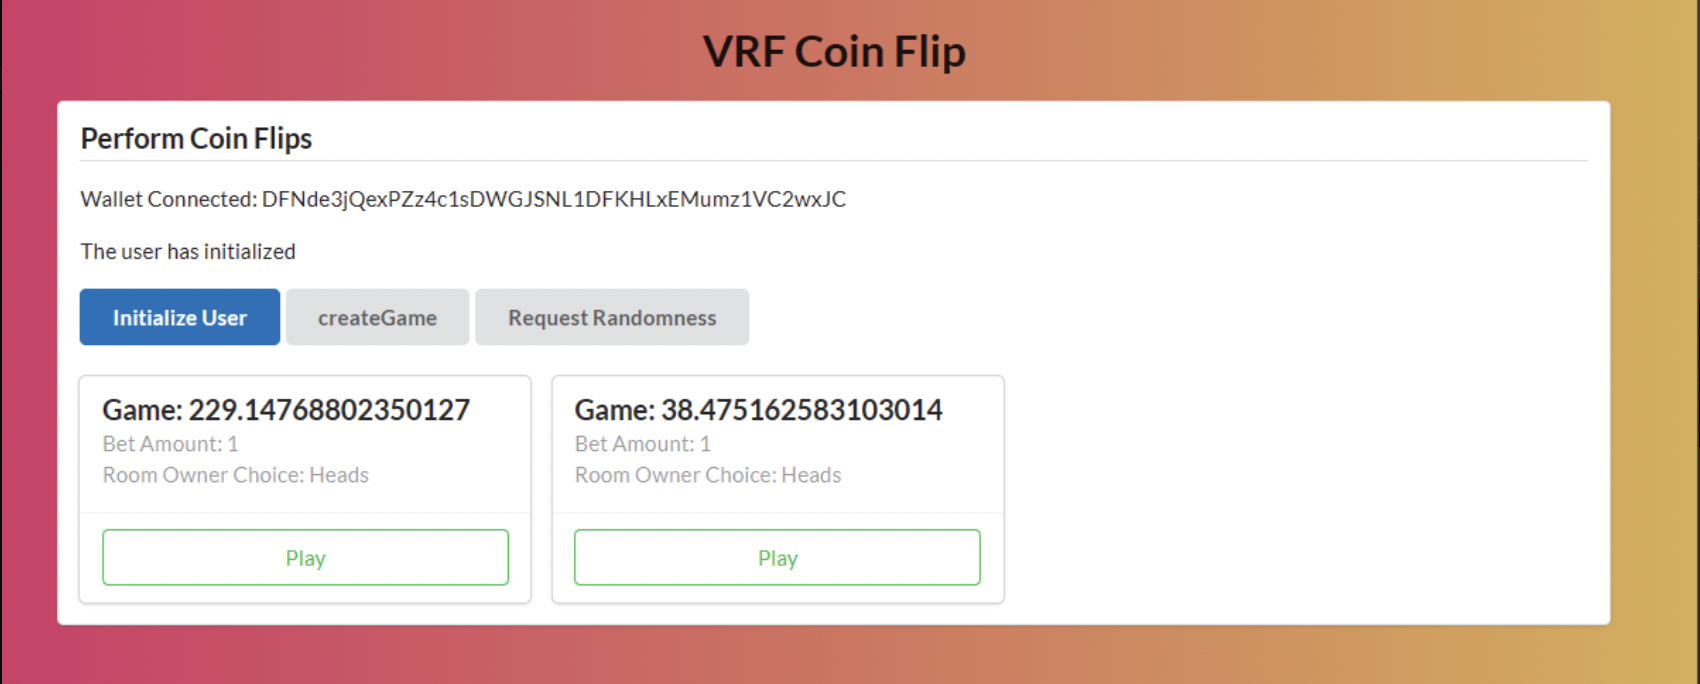 VRF Coin Flip
Perform Coin Flips
Wallet Connected: DFNde3jQexPZz4c1sDWGJSNL1DFKHLxEMumz1VC2wxJC
The user has initialized
Initialize User createGame Request Randomness
Game: 229.14768802350127
Bet Amount: 1
Room Owner Choice: Heads
Play
Game: 38.475162583103014
Bet Amount: 1
Room Owner Choice: Heads
Play